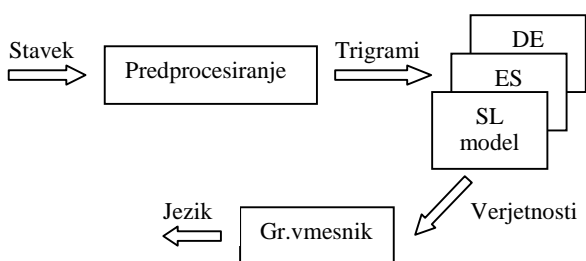 Stavek
Predprocesiranje
Trigrami
DE
ES
SL
model
Verjetnosti
Gr.vmesnik
Jezik